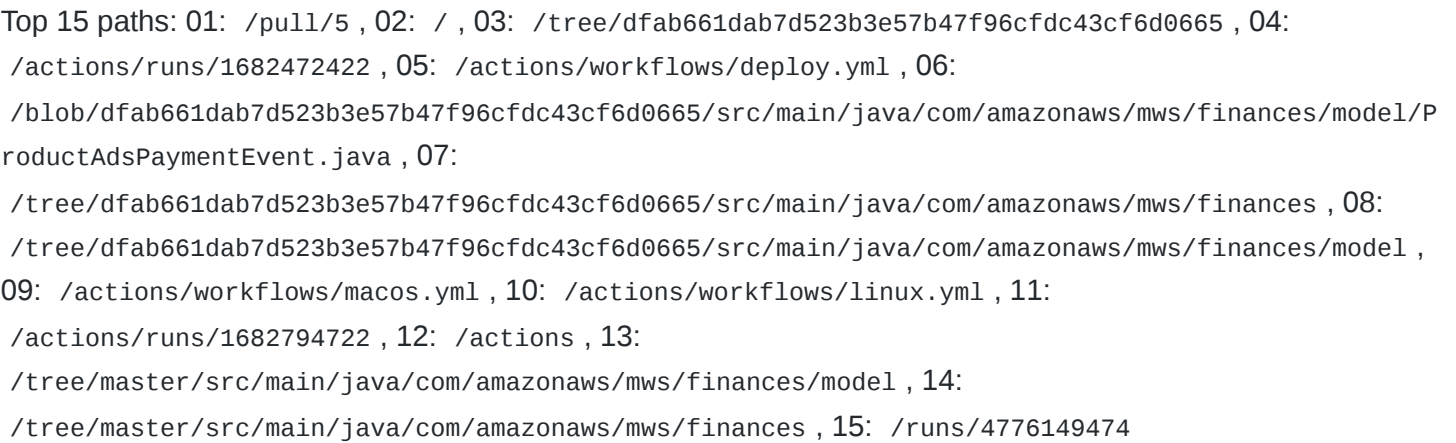 Top 15 paths: 01: /pull/5 , 02: / , 03: /tree/dfab661dab7d523b3e57b47f96cfdc43cf6d0665 , 04:
/actions/runs/1682472422 , 05: /actions/workflows/deploy.yml , 06:
/blob/dfab661dab7d523b3e57b47f96cfdc43cf6d0665/src/main/java/com/amazonaws/mws/finances/model/P
roductAdsPaymentEvent.java , 07:
/tree/dfab661dab7d523b3e57b47f96cfdc43cf6d0665/src/main/java/com/amazonaws/mws/finances , 08:
/tree/dfab661dab7d523b3e57b47f96cfdc43cf6d0665/src/main/java/com/amazonaws/mws/finances/model ,
09: /actions/workflows/macos.yml , 10: /actions/workflows/linux.yml , 11:
/actions/runs/1682794722 , 12: /actions , 13:
/tree/master/src/main/java/com/amazonaws/mws/finances/model , 14:
/tree/master/src/main/java/com/amazonaws/mws/finances , 15: /runs/4776149474